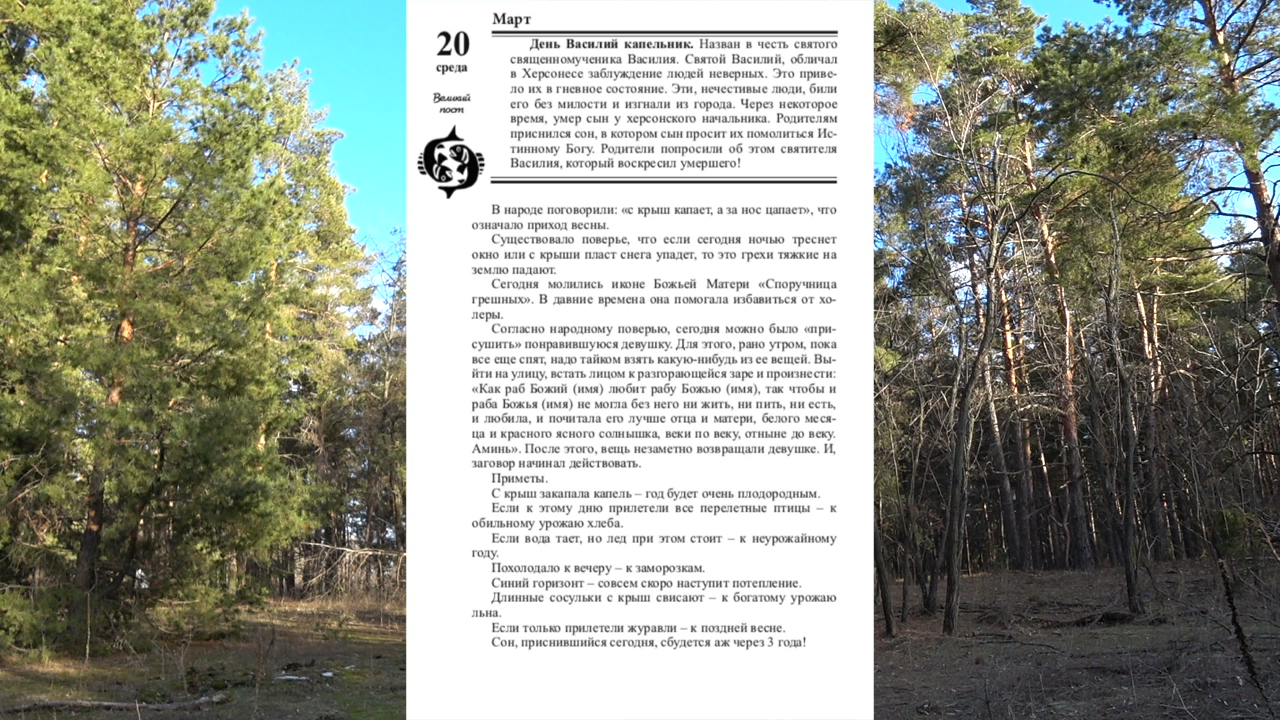 Март
20
среда
Великий
пост
День Василий капельник. Назван в честь святого
священномученика Василия. Святой Василий, обличал
в Херсонесе заблуждение людей неверных. Это приве-
ло их в гневное состояние. Эти, нечестивые люди, били
его без милости и изгнали из города. Через некоторое
время, умер сын у херсонского начальника. Родителям
приснился сон, в котором сын просит их помолиться Ис-
тинному Богу. Родители попросили об этом святителя
Василия, который воскресил умершего!
В народе поговорили: «с крыш капает, а за нос цапает», что
означало приход весны.
Существовало поверье, что если сегодня ночью треснет
окно или с крыши пласт снега упадет, то это грехи тяжкие на
землю падают.
Сегодня молились иконе Божьей Матери «Споручница
грешных». В давние времена она помогала избавиться от хо-
леры.
Согласно народному поверью, сегодня можно было «при-
сушить» понравившуюся девушку. Для этого, рано утром, пока
все еще спят, надо тайком взять какую-нибудь из ее вещей. Вы-
йти на улицу, встать лицом к разгорающейся заре и произнести:
«Как раб Божий (имя) любит рабу Божью (имя), так чтобы и
раба Божья (имя) не могла без него ни жить, ни пить, ни есть,
и любила, и почитала его лучше отца и матери, белого меся-
ца и красного ясного солнышка, веки по веку, отныне до веку.
Аминь». После этого, вещь незаметно возвращали девушке. И,
заговор начинал действовать.
Приметы.
С крыш закапала капель – год будет очень плодородным.
Если к этому дню прилетели все перелетные птицы – к
обильному урожаю хлеба.
Если вода тает, но лед при этом стоит – к неурожайному
году.
Похолодало к вечеру – к заморозкам.
Синий горизонт – совсем скоро наступит потепление.
Длинные сосульки с крыш свисают – к богатому урожаю
льна.
Если только прилетели журавли – к поздней весне.
Сон, приснившийся сегодня, сбудется аж через 3 года!